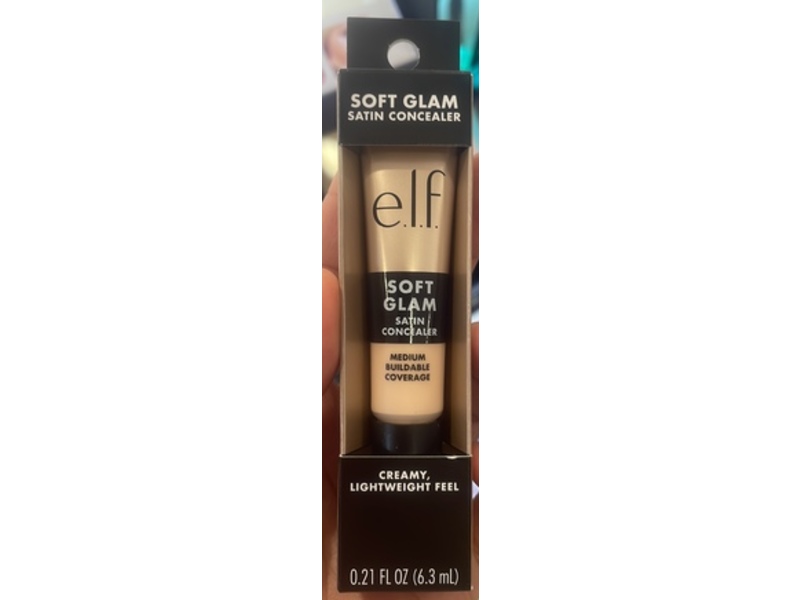 SOFT GLAM
SATIN CONCEALER
e.l.f.
SOFT
GLAM
SATIN
CONCEALER
MEDIUM
BUILDABLE
COVERAGE
CREAMY,
LIGHTWEIGHT FEEL
0.21 FL OZ (6.3 mL)